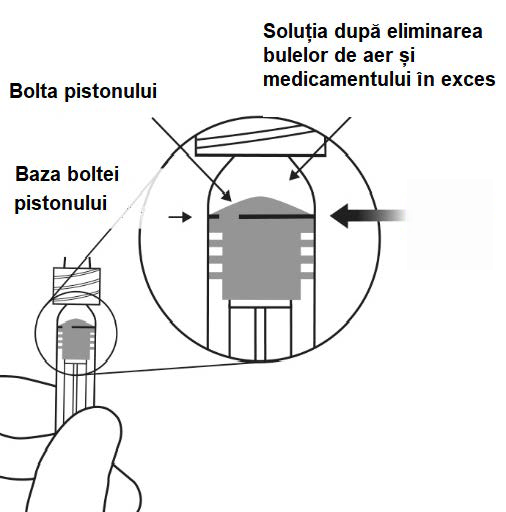 Soluția după eliminarea
bulelor de aer și
medicamentului în exces
Bolta pistonului
Baza boltei
pistonului